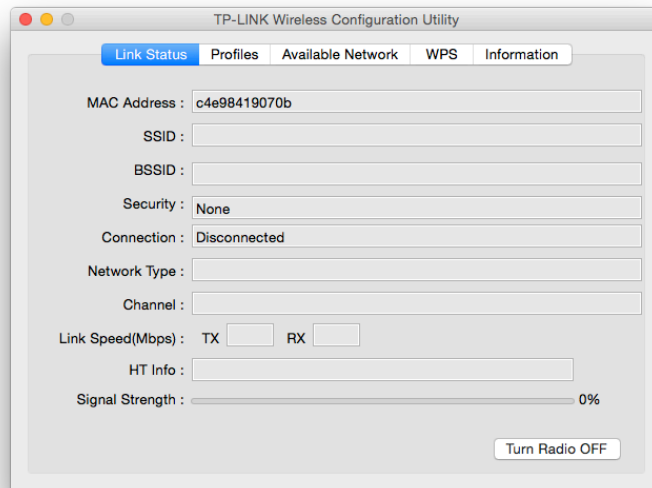 TP-LINK Wireless Configuration Utility
Link Status Profiles Available Network WPS Information
MAC Address : c4e98419070b
SSID :
BSSID :
Security : None
Connection : Disconnected
Network Type :
Channel :
Link Speed(Mbps) : TX RX
HT Info :
Signal Strength : 0%
Turn Radio OFF